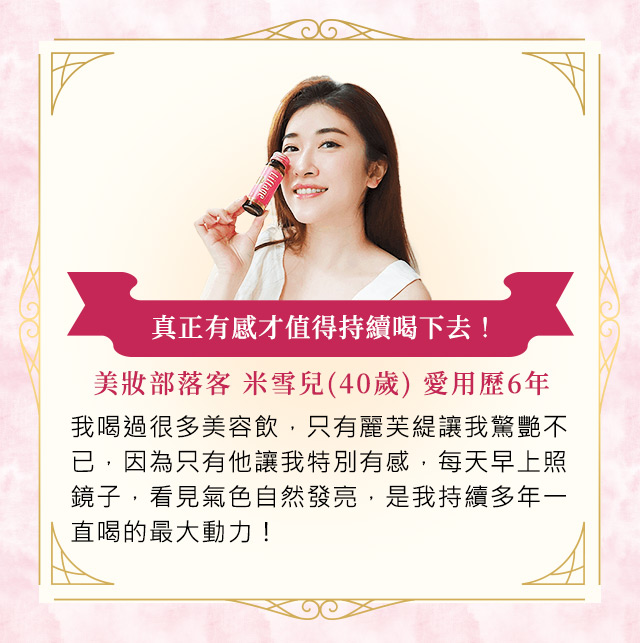 真正有感才值得持續喝下去！
美妝部落客 米雪兒(40歲) 愛用歷6年
我喝過很多美容飲，只有麗芙緹讓我驚艷不
已，因為只有他讓我特別有感，每天早上照
鏡子，看見氣色自然發亮，是我持續多年一
直喝的最大動力！